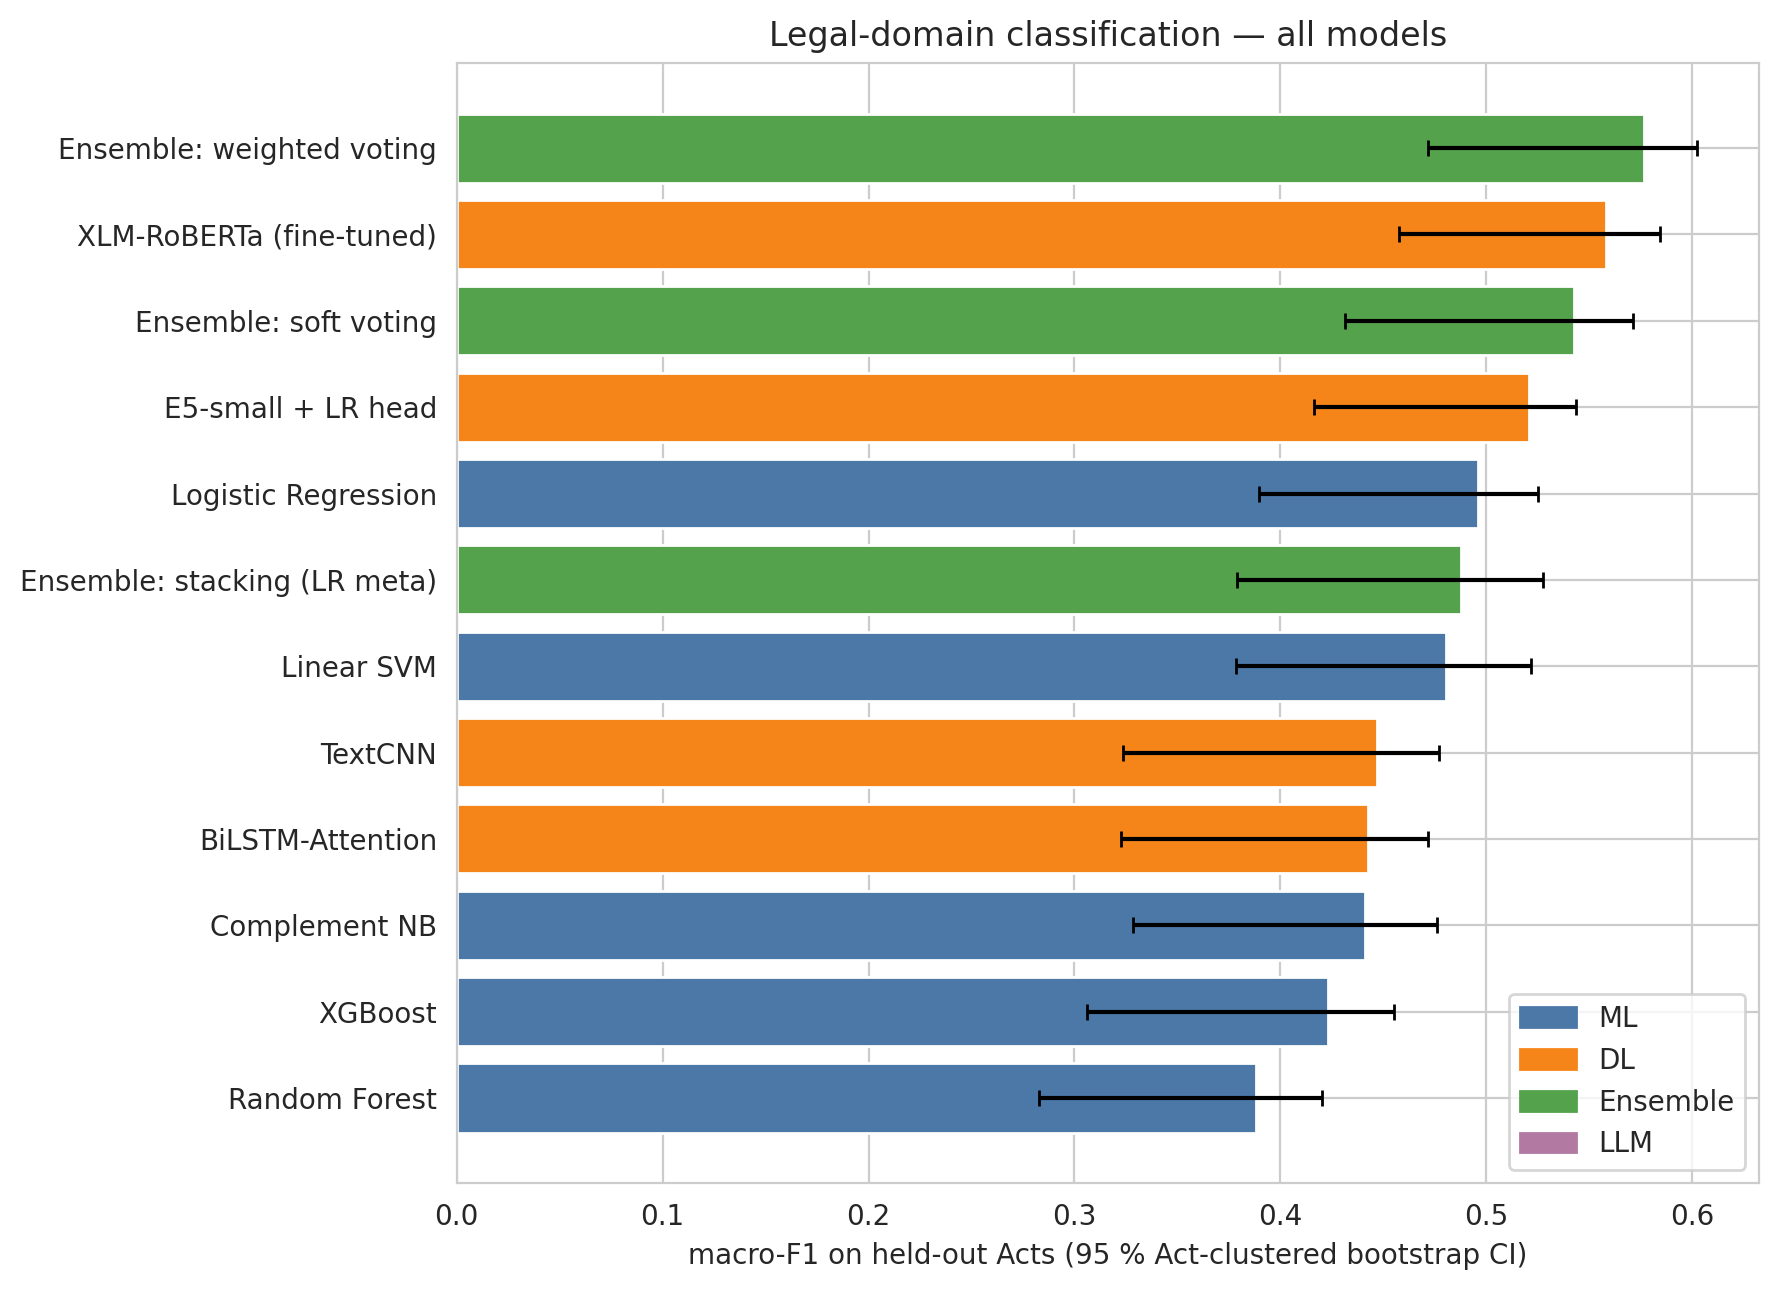 Legal-domain classification — all models
Ensemble: weighted voting
XLM-RoBERTa (fine-tuned)
Ensemble: soft voting
E5-small + LR head
Logistic Regression
Ensemble: stacking (LR meta)
Linear SVM
TextCNN
BiLSTM-Attention
Complement NB
XGBoost
Random Forest
ML
DL
Ensemble
LLM
0.0 0.1 0.2 0.3 0.4 0.5 0.6
macro-F1 on held-out Acts (95 % Act-clustered bootstrap CI)